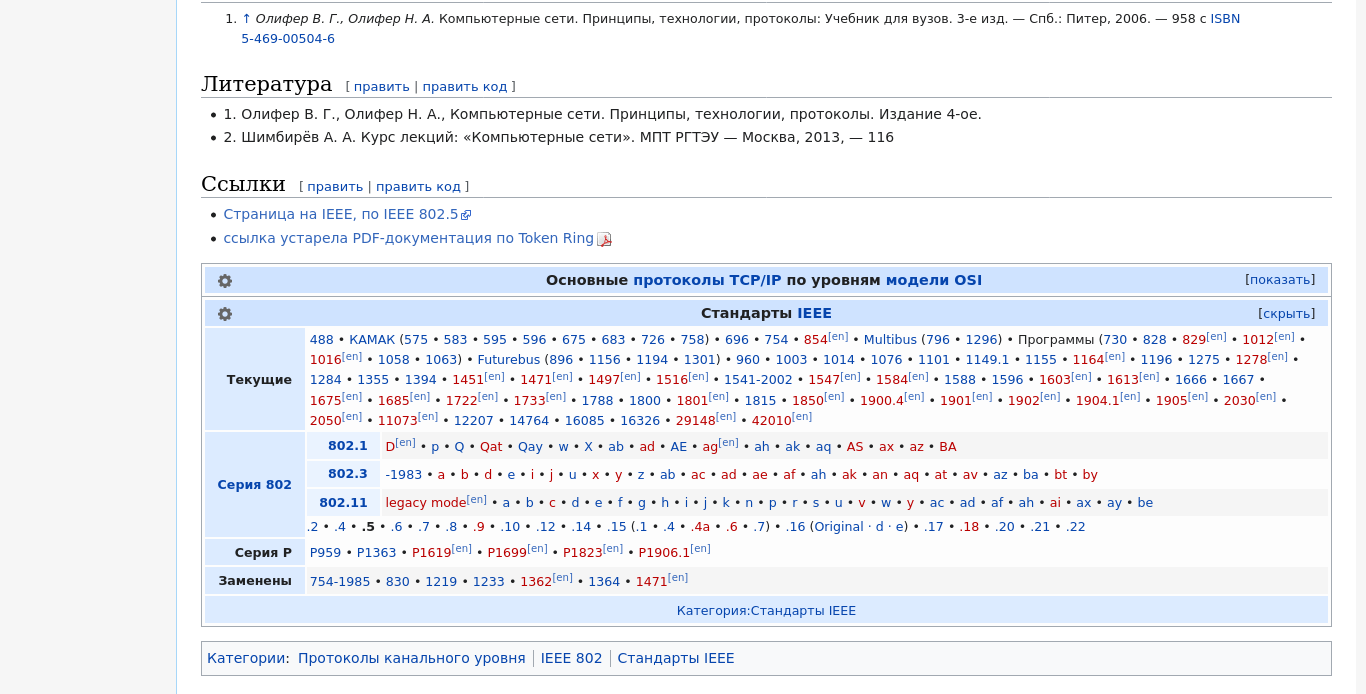 1. ↑ Олифер В. Г., Олифер Н. А. Компьютерные сети. Принципы, технологии, протоколы: Учебник для вузов. 3-е изд. — Спб.: Питер, 2006. — 958 с ISBN
5-469-00504-6
Литература [ править | править код ]
• 1. Олифер В. Г., Олифер Н. А., Компьютерные сети. Принципы, технологии, протоколы. Издание 4-ое.
• 2. Шимбирёв А. А. Курс лекций: «Компьютерные сети». МПТ РГТЭУ — Москва, 2013, — 116
Ссылки [ править | править код ]
• Страница на IEEE, по IEEE 802.5
• ссылка устарела PDF-документация по Token Ring
Основные протоколы TCP/IP по уровням модели OSI [показать]
Стандарты IEEE [скрыть]
Текущие
488 • КАМАК (575 • 583 • 595 • 596 • 675 • 683 • 726 • 758) • 696 • 754 • 854[en] • Multibus (796 • 1296) • Программы (730 • 828 • 829[en] • 1012[en] •
1016[en] • 1058 • 1063) • Futurebus (896 • 1156 • 1194 • 1301) • 960 • 1003 • 1014 • 1076 • 1101 • 1149.1 • 1155 • 1164[en] • 1196 • 1275 • 1278[en] •
1284 • 1355 • 1394 • 1451[en] • 1471[en] • 1497[en] • 1516[en] • 1541-2002 • 1547[en] • 1584[en] • 1588 • 1596 • 1603[en] • 1613[en] • 1666 • 1667 •
1675[en] • 1685[en] • 1722[en] • 1733[en] • 1788 • 1800 • 1801[en] • 1815 • 1850[en] • 1900.4[en] • 1901[en] • 1902[en] • 1904.1[en] • 1905[en] • 2030[en] •
2050[en] • 11073[en] • 12207 • 14764 • 16085 • 16326 • 29148[en] • 42010[en]
Серия 802
802.1 D[en] • p • Q • Qat • Qay • w • X • ab • ad • AE • ag[en] • ah • ak • aq • AS • ax • az • BA
802.3 -1983 • a • b • d • e • i • j • u • x • y • z • ab • ac • ad • ae • af • ah • ak • an • aq • at • av • az • ba • bt • by
802.11 legacy mode[en] • a • b • c • d • e • f • g • h • i • j • k • n • p • r • s • u • v • w • y • ac • ad • af • ah • ai • ax • ay • be
.2 • .4 • .5 • .6 • .7 • .8 • .9 • .10 • .12 • .14 • .15 (.1 • .4 • .4a • .6 • .7) • .16 (Original · d · e) • .17 • .18 • .20 • .21 • .22
Серия P P959 • P1363 • P1619[en] • P1699[en] • P1823[en] • P1906.1[en]
Заменены 754-1985 • 830 • 1219 • 1233 • 1362[en] • 1364 • 1471[en]
Категория:Стандарты IEEE
Категории: Протоколы канального уровня | IEEE 802 | Стандарты IEEE